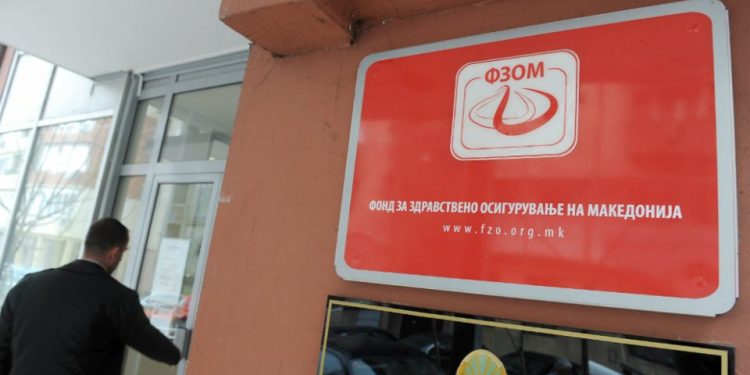 ФЗОМ
ФОНД ЗА ЗДРАВСТВЕНО ОСИГУРУВАЊЕ НА МАКЕДОНИЈА
www.fzo.org.mk